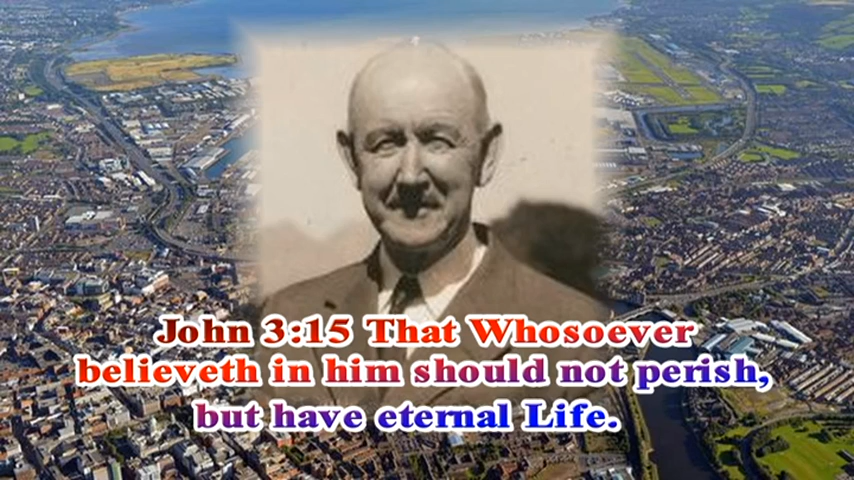 John 3:15 That Whosoever
believeth in him should not perish,
but have eternal Life.